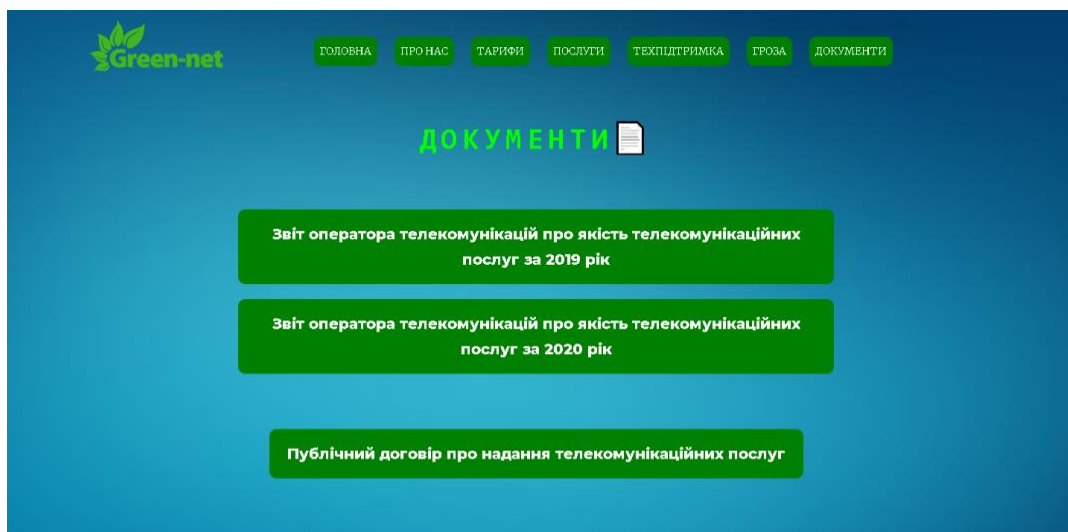 Green-net
ГОЛОВНА ПРО НАС ТАРИФИ ПОСЛУГИ ТЕХПІДТРИМКА ГРОЗА ДОКУМЕНТИ
ДОКУМЕНТИ
Звіт оператора телекомунікацій про якість телекомунікаційних
послуг за 2019 рік
Звіт оператора телекомунікацій про якість телекомунікаційних
послуг за 2020 рік
Публічний договір про надання телекомунікаційних послуг